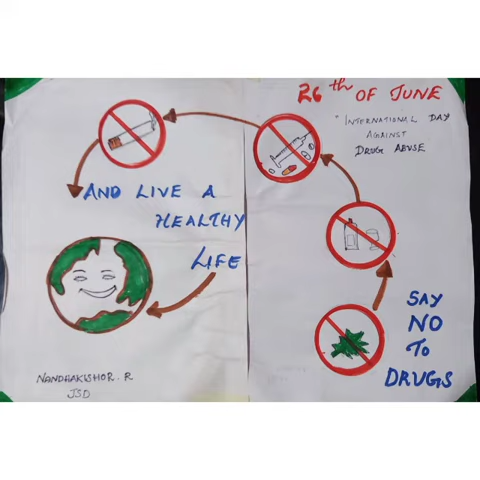 26th OF JUNE
"INTERNATIONAL DAY
AGAINST
DRUG ABUSE
SAY
NO
TO
DRUGS
AND LIVE A
HEALTHY
LIFE
NANDHAKISHOR.R
JSD